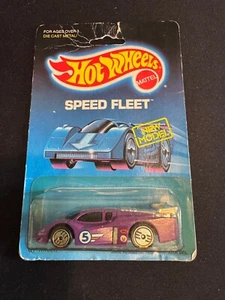 FOR AGES OVER 3
DIE CAST METAL!
Hot Wheels
MATTEL
SPEED FLEET
NEW
MODEL!
5